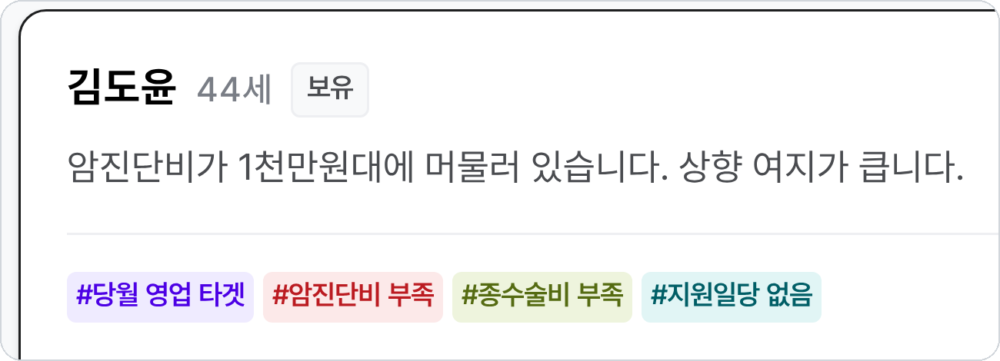 김도윤 44세 보유
암진단비가 1천만원대에 머물러 있습니다. 상향 여지가 큽니다.
#당월 영업 타겟 #암진단비 부족 #종수술비 부족 #지원일당 없음